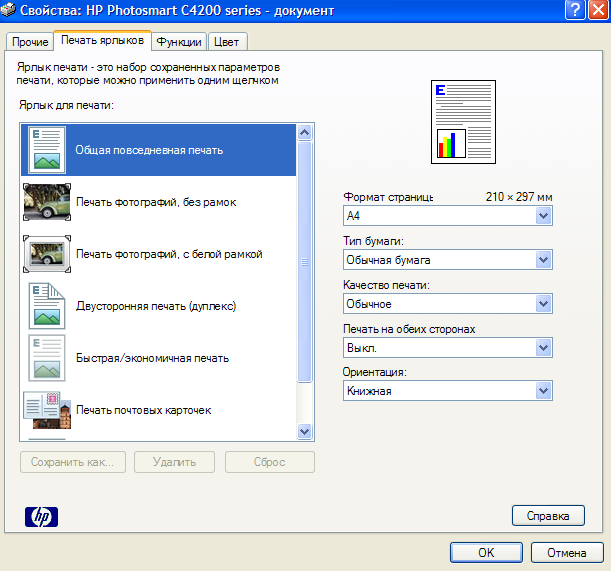 Свойства: HP Photosmart C4200 series - документ
Прочие
Печать ярлыков
Функции
Цвет
Ярлык печати - это набор сохраненных параметров
печати, которые можно применить одним щелчком
Ярлык для печати:
Общая повседневная печать
Печать фотографий, без рамок
Печать фотографий, с белой рамкой
Двусторонняя печать (дуплекс)
Быстрая/экономичная печать
Печать почтовых карточек
Сохранить как...
Удалить
Сброс
Формат страниць 210 × 297 мм
A4
Тип бумаги:
Обычная бумага
Качество печати:
Обычное
Печать на обеих сторонах
Выкл.
Ориентация:
Книжная
hp
Справка
OK
Отмена